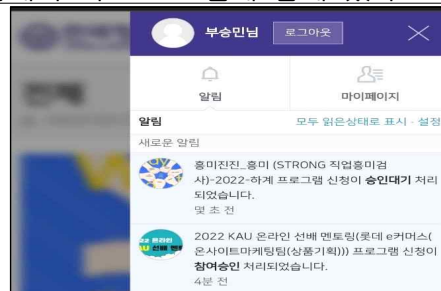 부승민님 로그아웃
알림 마이페이지
알림 모두 읽은상태로 표시 · 설정
새로운 알림
흥미진진_흥미 (STRONG 직업흥미검
사)-2022-하계 프로그램 신청이 승인대기 처리
되었습니다.
몇 초 전
2022 KAU 온라인 선배 멘토링(롯데 e커머스(
온사이트마케팅팀(상품기획))) 프로그램 신청이
참여승인 처리되었습니다.
4분 전